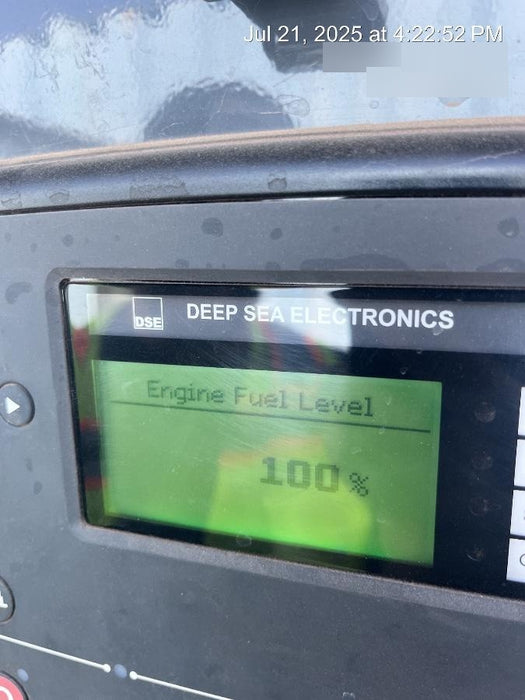 Jul 21, 2025 at 4:22:52 PM
DSE
DEEP SEA ELECTRONICS
Engine Fuel Level
100 %